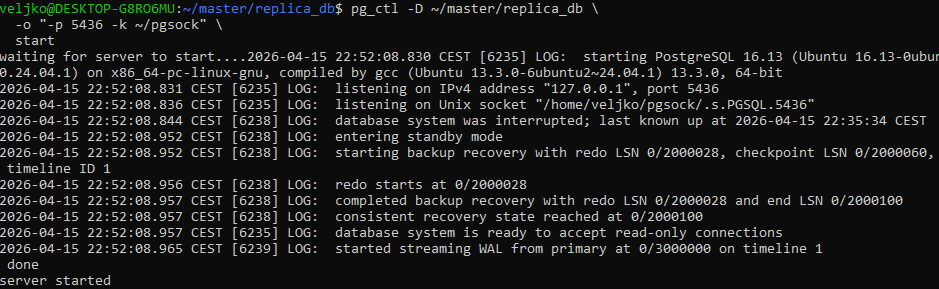 veljko@DESKTOP-G8RO6MU:~/master/replica_db$ pg_ctl -D ~/master/replica_db \
  -o "-p 5436 -k ~/pgsock" \
  start
waiting for server to start....2026-04-15 22:52:08.830 CEST [6235] LOG:  starting PostgreSQL 16.13 (Ubuntu 16.13-0ubun
0.24.04.1) on x86_64-pc-linux-gnu, compiled by gcc (Ubuntu 13.3.0-6ubuntu2~24.04.1) 13.3.0, 64-bit
2026-04-15 22:52:08.831 CEST [6235] LOG:  listening on IPv4 address "127.0.0.1", port 5436
2026-04-15 22:52:08.836 CEST [6235] LOG:  listening on Unix socket "/home/veljko/pgsock/.s.PGSQL.5436"
2026-04-15 22:52:08.844 CEST [6238] LOG:  database system was interrupted; last known up at 2026-04-15 22:35:34 CEST
2026-04-15 22:52:08.952 CEST [6238] LOG:  entering standby mode
2026-04-15 22:52:08.952 CEST [6238] LOG:  starting backup recovery with redo LSN 0/2000028, checkpoint LSN 0/2000060,
 timeline ID 1
2026-04-15 22:52:08.956 CEST [6238] LOG:  redo starts at 0/2000028
2026-04-15 22:52:08.957 CEST [6238] LOG:  completed backup recovery with redo LSN 0/2000028 and end LSN 0/2000100
2026-04-15 22:52:08.957 CEST [6238] LOG:  consistent recovery state reached at 0/2000100
2026-04-15 22:52:08.957 CEST [6235] LOG:  database system is ready to accept read-only connections
2026-04-15 22:52:08.965 CEST [6239] LOG:  started streaming WAL from primary at 0/3000000 on timeline 1
 done
server started